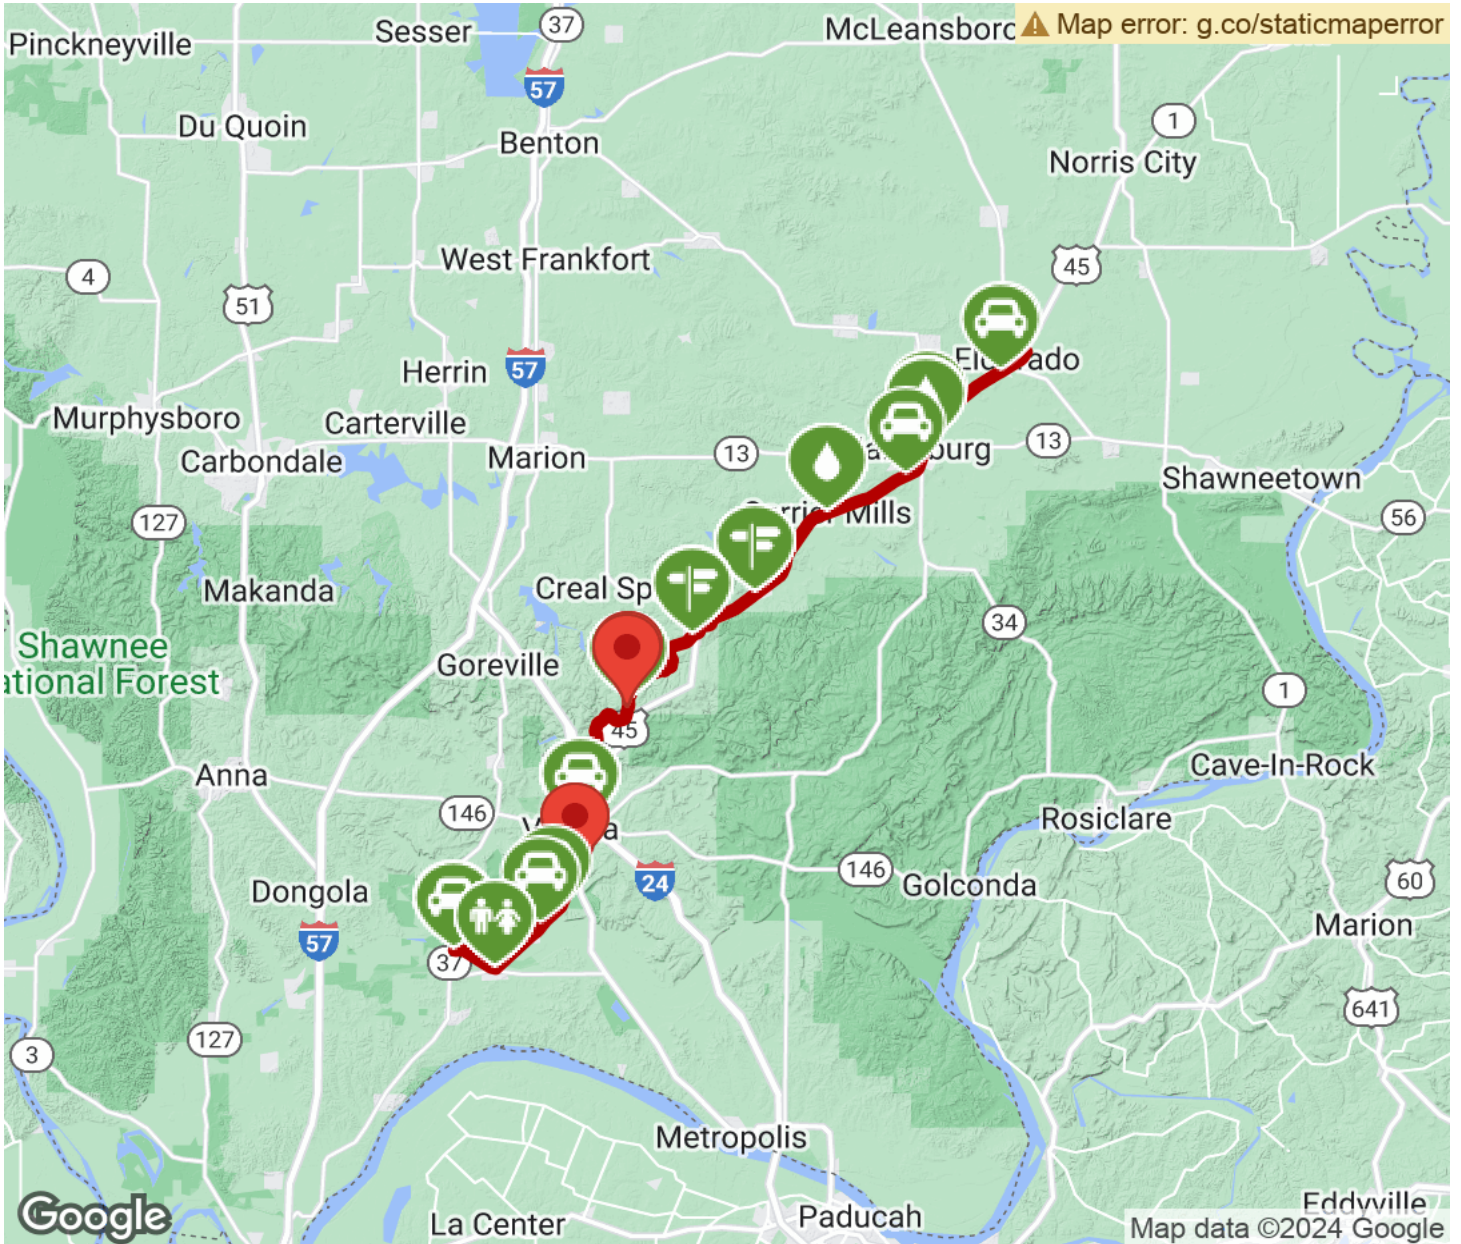 Map error: g.co/staticmaperror
Sesser
37
McLeansboro
Pinckneyville
57
1
Du Quoin
Benton
Norris City
West Frankfort
45
4
51
Herrin
57
Murphysboro
Carterville
13
13
Carbondale
Marion
Shawneetown
127
Mills
56
Makanda
Creal Sp
34
Shawnee
ational Forest
Goreville
1
45
Anna
Cave-In-Rock
146
Rosiclare
Dongola
24
146
Golconda
60
57
Marion
37
127
641
3
Metropolis
Eddyville
Google
La Center
Paducah
Map data ©2024 Google